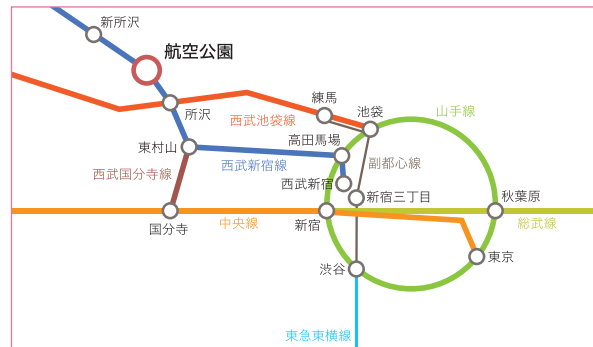 新所沢
航空公園
練馬
池袋
山手線
所沢
西武池袋線
高田馬場
東村山
西武新宿線
副都心線
西武国分寺線
西武新宿
新宿三丁目
秋葉原
国分寺
中央線
新宿
総武線
渋谷
東京
東急東横線